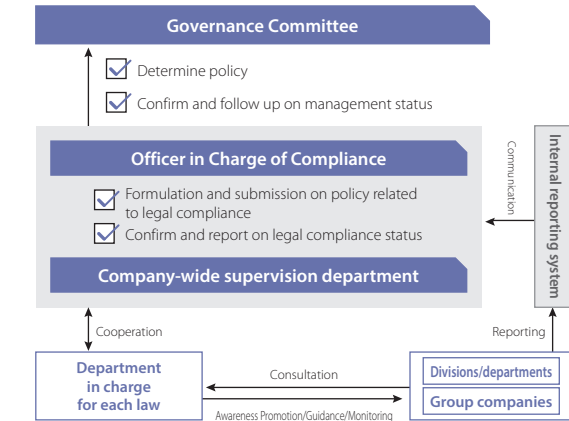 Governance Committee
Determine policy
Confirm and follow up on management status
Officer in Charge of Compliance
Formulation and submission on policy related
to legal compliance
Confirm and report on legal compliance status
Company-wide supervision department
Communication
Internal reporting system
Cooperation
Reporting
Department
in charge
for each law
Consultation
Awareness Promotion/Guidance/Monitoring
Divisions/departments
Group companies